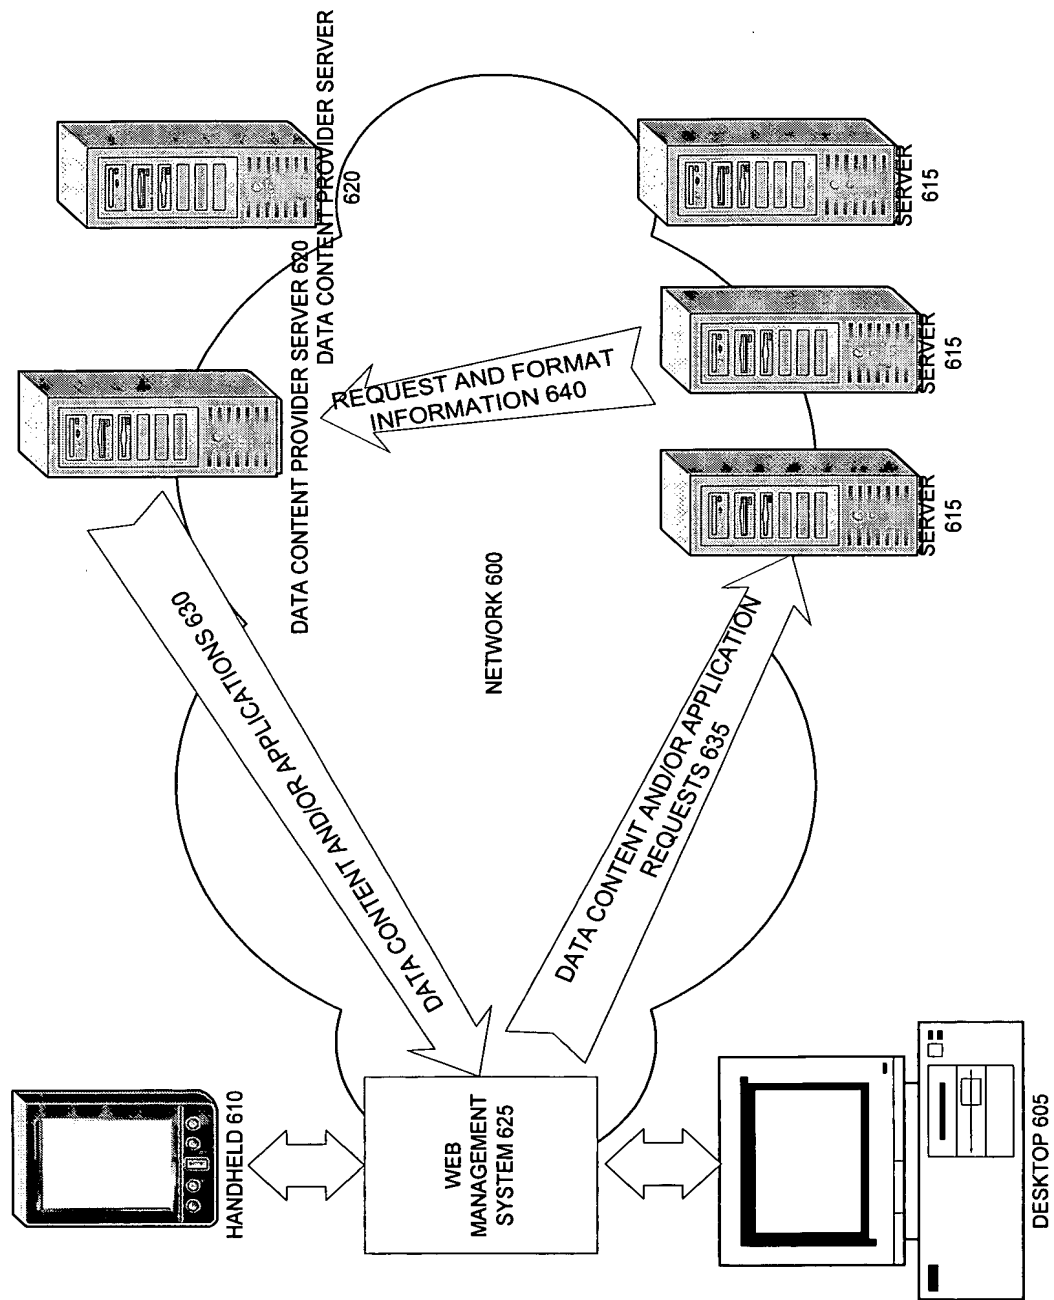 HANDHELD 610
WEB
MANAGEMENT
SYSTEM 625
DESKTOP 605
DATA CONTENT AND/OR APPLICATIONS 630
DATA CONTENT AND/OR APPLICATION
REQUESTS 635
NETWORK 600
DATA CONTENT PROVIDER SERVER 620
REQUEST AND FORMAT
INFORMATION 640
DATA CONTENT PROVIDER SERVER
620
SERVER
615
SERVER
615
SERVER
615